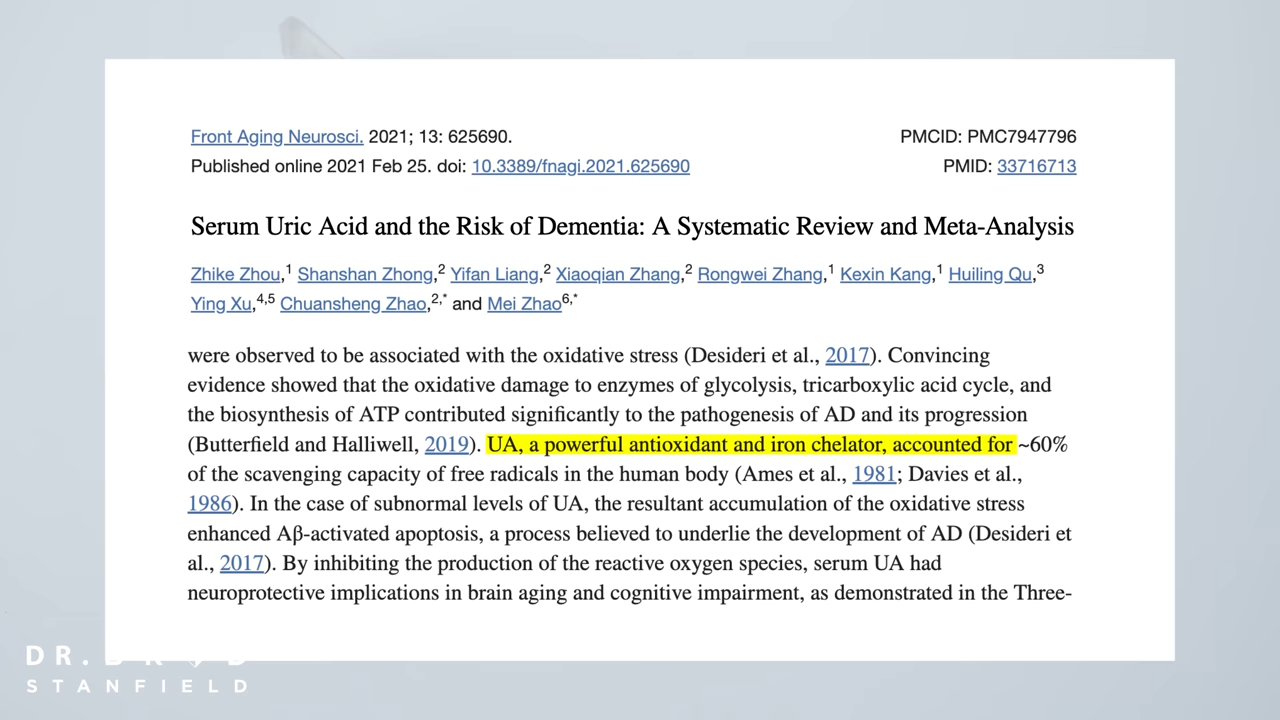 Front Aging Neurosci. 2021; 13: 625690. PMCID: PMC7947796
Published online 2021 Feb 25. doi: 10.3389/fnagi.2021.625690 PMID: 33716713
Serum Uric Acid and the Risk of Dementia: A Systematic Review and Meta-Analysis
Zhike Zhou,1 Shanshan Zhong,2 Yifan Liang,2 Xiaoqian Zhang,2 Rongwei Zhang,1 Kexin Kang,1 Huiling Qu,3
Ying Xu,4,5 Chuansheng Zhao,2,* and Mei Zhao6,*
were observed to be associated with the oxidative stress (Desideri et al., 2017). Convincing
evidence showed that the oxidative damage to enzymes of glycolysis, tricarboxylic acid cycle, and
the biosynthesis of ATP contributed significantly to the pathogenesis of AD and its progression
(Butterfield and Halliwell, 2019). UA, a powerful antioxidant and iron chelator, accounted for ~60%
of the scavenging capacity of free radicals in the human body (Ames et al., 1981; Davies et al.,
1986). In the case of subnormal levels of UA, the resultant accumulation of the oxidative stress
enhanced Aβ-activated apoptosis, a process believed to underlie the development of AD (Desideri et
al., 2017). By inhibiting the production of the reactive oxygen species, serum UA had
neuroprotective implications in brain aging and cognitive impairment, as demonstrated in the Three-
DR.
STANFIELD